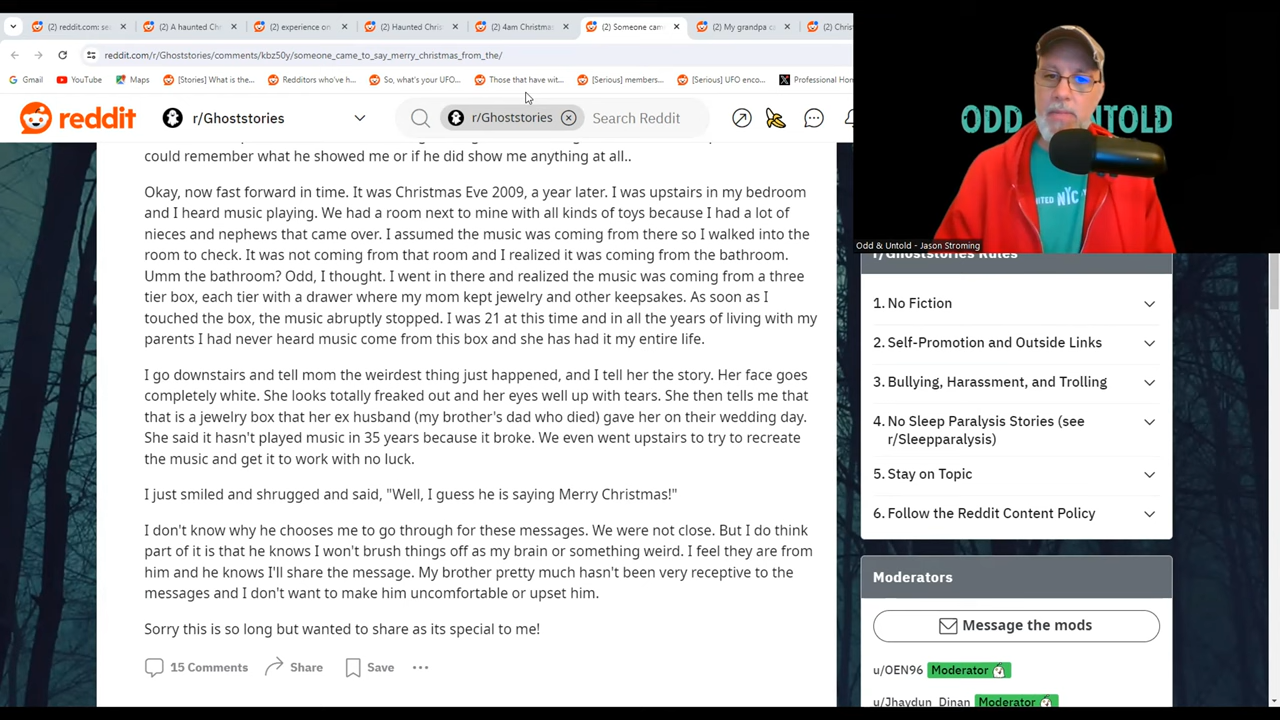 (2) reddit.com: se
(2) A haunted Chri
(2) experience on
(2) Haunted Chris
(2) 4am Christmas
(2) Someone cam
(2) My grandpa co
(2) Chris
reddit.com/r/Ghoststories/comments/kbz50y/someone_came_to_say_merry_christmas_from_the/
Gmail
YouTube
Maps
[Stories] What is the...
Redditors who've h...
So, what's your UFO...
Those that have wit...
[Serious] members...
[Serious] UFO enco...
Professional Home
reddit
r/Ghoststories
r/Ghoststories
Search Reddit
could remember what he showed me or if he did show me anything at all..
Okay, now fast forward in time. It was Christmas Eve 2009, a year later. I was upstairs in my bedroom
and I heard music playing. We had a room next to mine with all kinds of toys because I had a lot of
nieces and nephews that came over. I assumed the music was coming from there so I walked into the
room to check. It was not coming from that room and I realized it was coming from the bathroom.
Umm the bathroom? Odd, I thought. I went in there and realized the music was coming from a three
tier box, each tier with a drawer where my mom kept jewelry and other keepsakes. As soon as I
touched the box, the music abruptly stopped. I was 21 at this time and in all the years of living with my
parents I had never heard music come from this box and she has had it my entire life.
I go downstairs and tell mom the weirdest thing just happened, and I tell her the story. Her face goes
completely white. She looks totally freaked out and her eyes well up with tears. She then tells me that
that is a jewelry box that her ex husband (my brother's dad who died) gave her on their wedding day.
She said it hasn't played music in 35 years because it broke. We even went upstairs to try to recreate
the music and get it to work with no luck.
I just smiled and shrugged and said, "Well, I guess he is saying Merry Christmas!"
I don't know why he chooses me to go through for these messages. We were not close. But I do think
part of it is that he knows I won't brush things off as my brain or something weird. I feel they are from
him and he knows I'll share the message. My brother pretty much hasn't been very receptive to the
messages and I don't want to make him uncomfortable or upset him.
Sorry this is so long but wanted to share as its special to me!
15 Comments
Share
Save
ODD
UNTOLD
NYC
Odd & Untold - Jason Stroming
r/Ghoststories Rules
1. No Fiction
2. Self-Promotion and Outside Links
3. Bullying, Harassment, and Trolling
4. No Sleep Paralysis Stories (see
r/Sleepparalysis)
5. Stay on Topic
6. Follow the Reddit Content Policy
Moderators
Message the mods
u/OEN96 Moderator
u/Jhaydun_Dinan Moderator